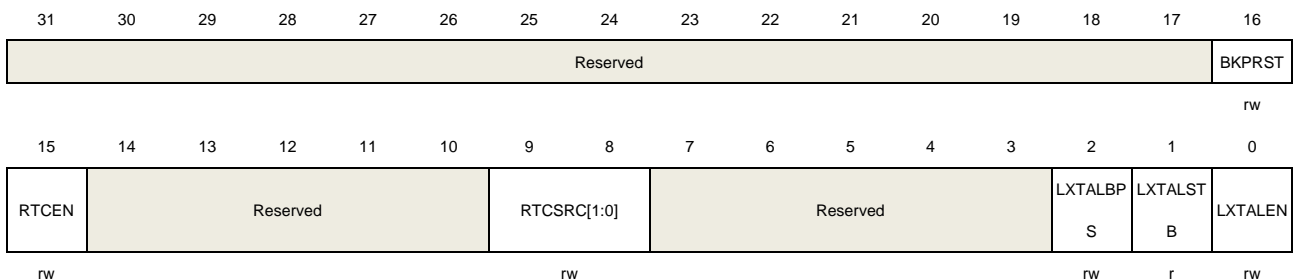 31 30 29 28 27 26 25 24 23 22 21 20 19 18 17 16
Reserved BKPRST
rw
15 14 13 12 11 10 9 8 7 6 5 4 3 2 1 0
RTCEN Reserved RTCSRC[1:0] Reserved LXTALBP
S LXTALST
B LXTALEN
rw rw rw r rw